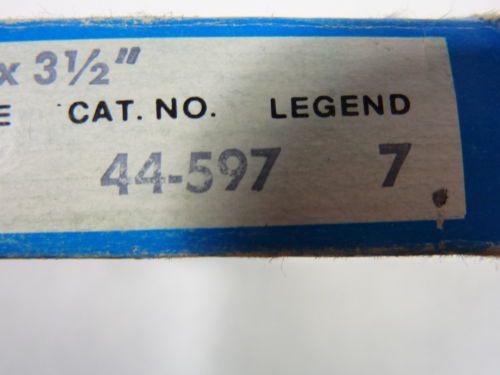 x 3½"
E CAT. NO. LEGEND
44-597 7